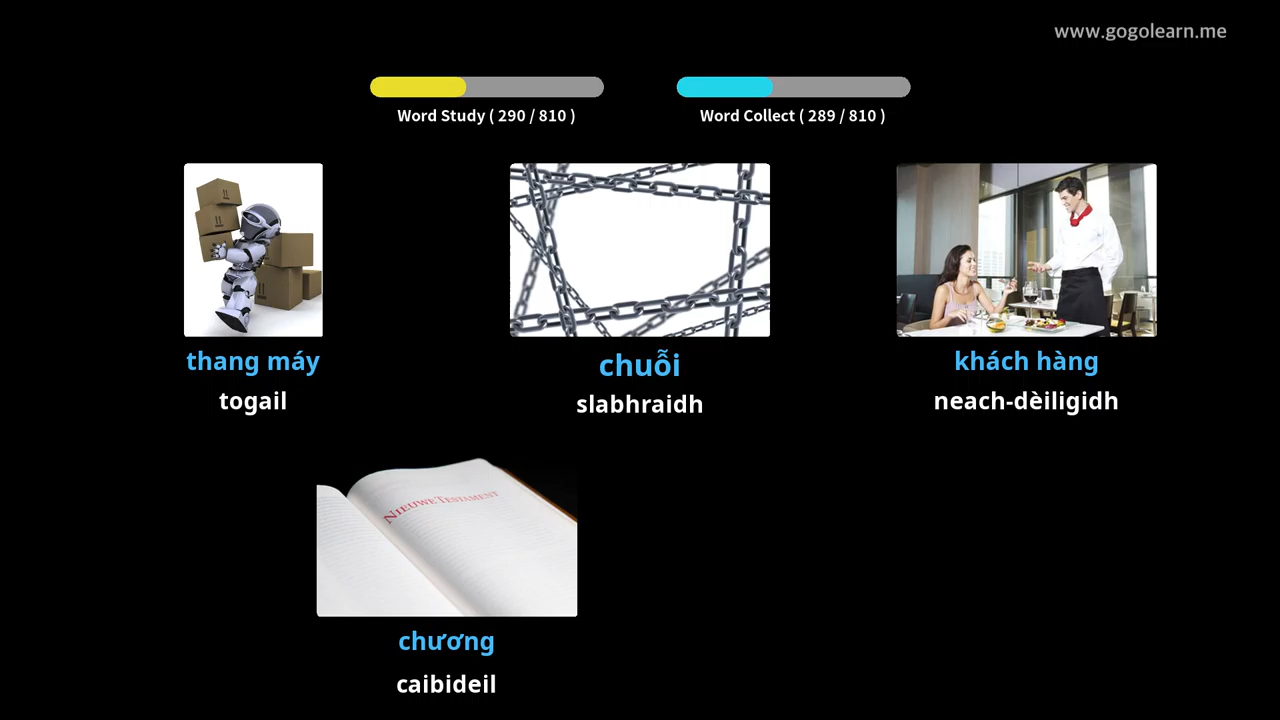 www.gogolearn.me
Word Study ( 290 / 810 )
Word Collect ( 289 / 810 )
thang máy
togail
chuỗi
slabhraidh
khách hàng
neach-dèiligidh
NIEUWE TESTAMENT
chương
caibideil